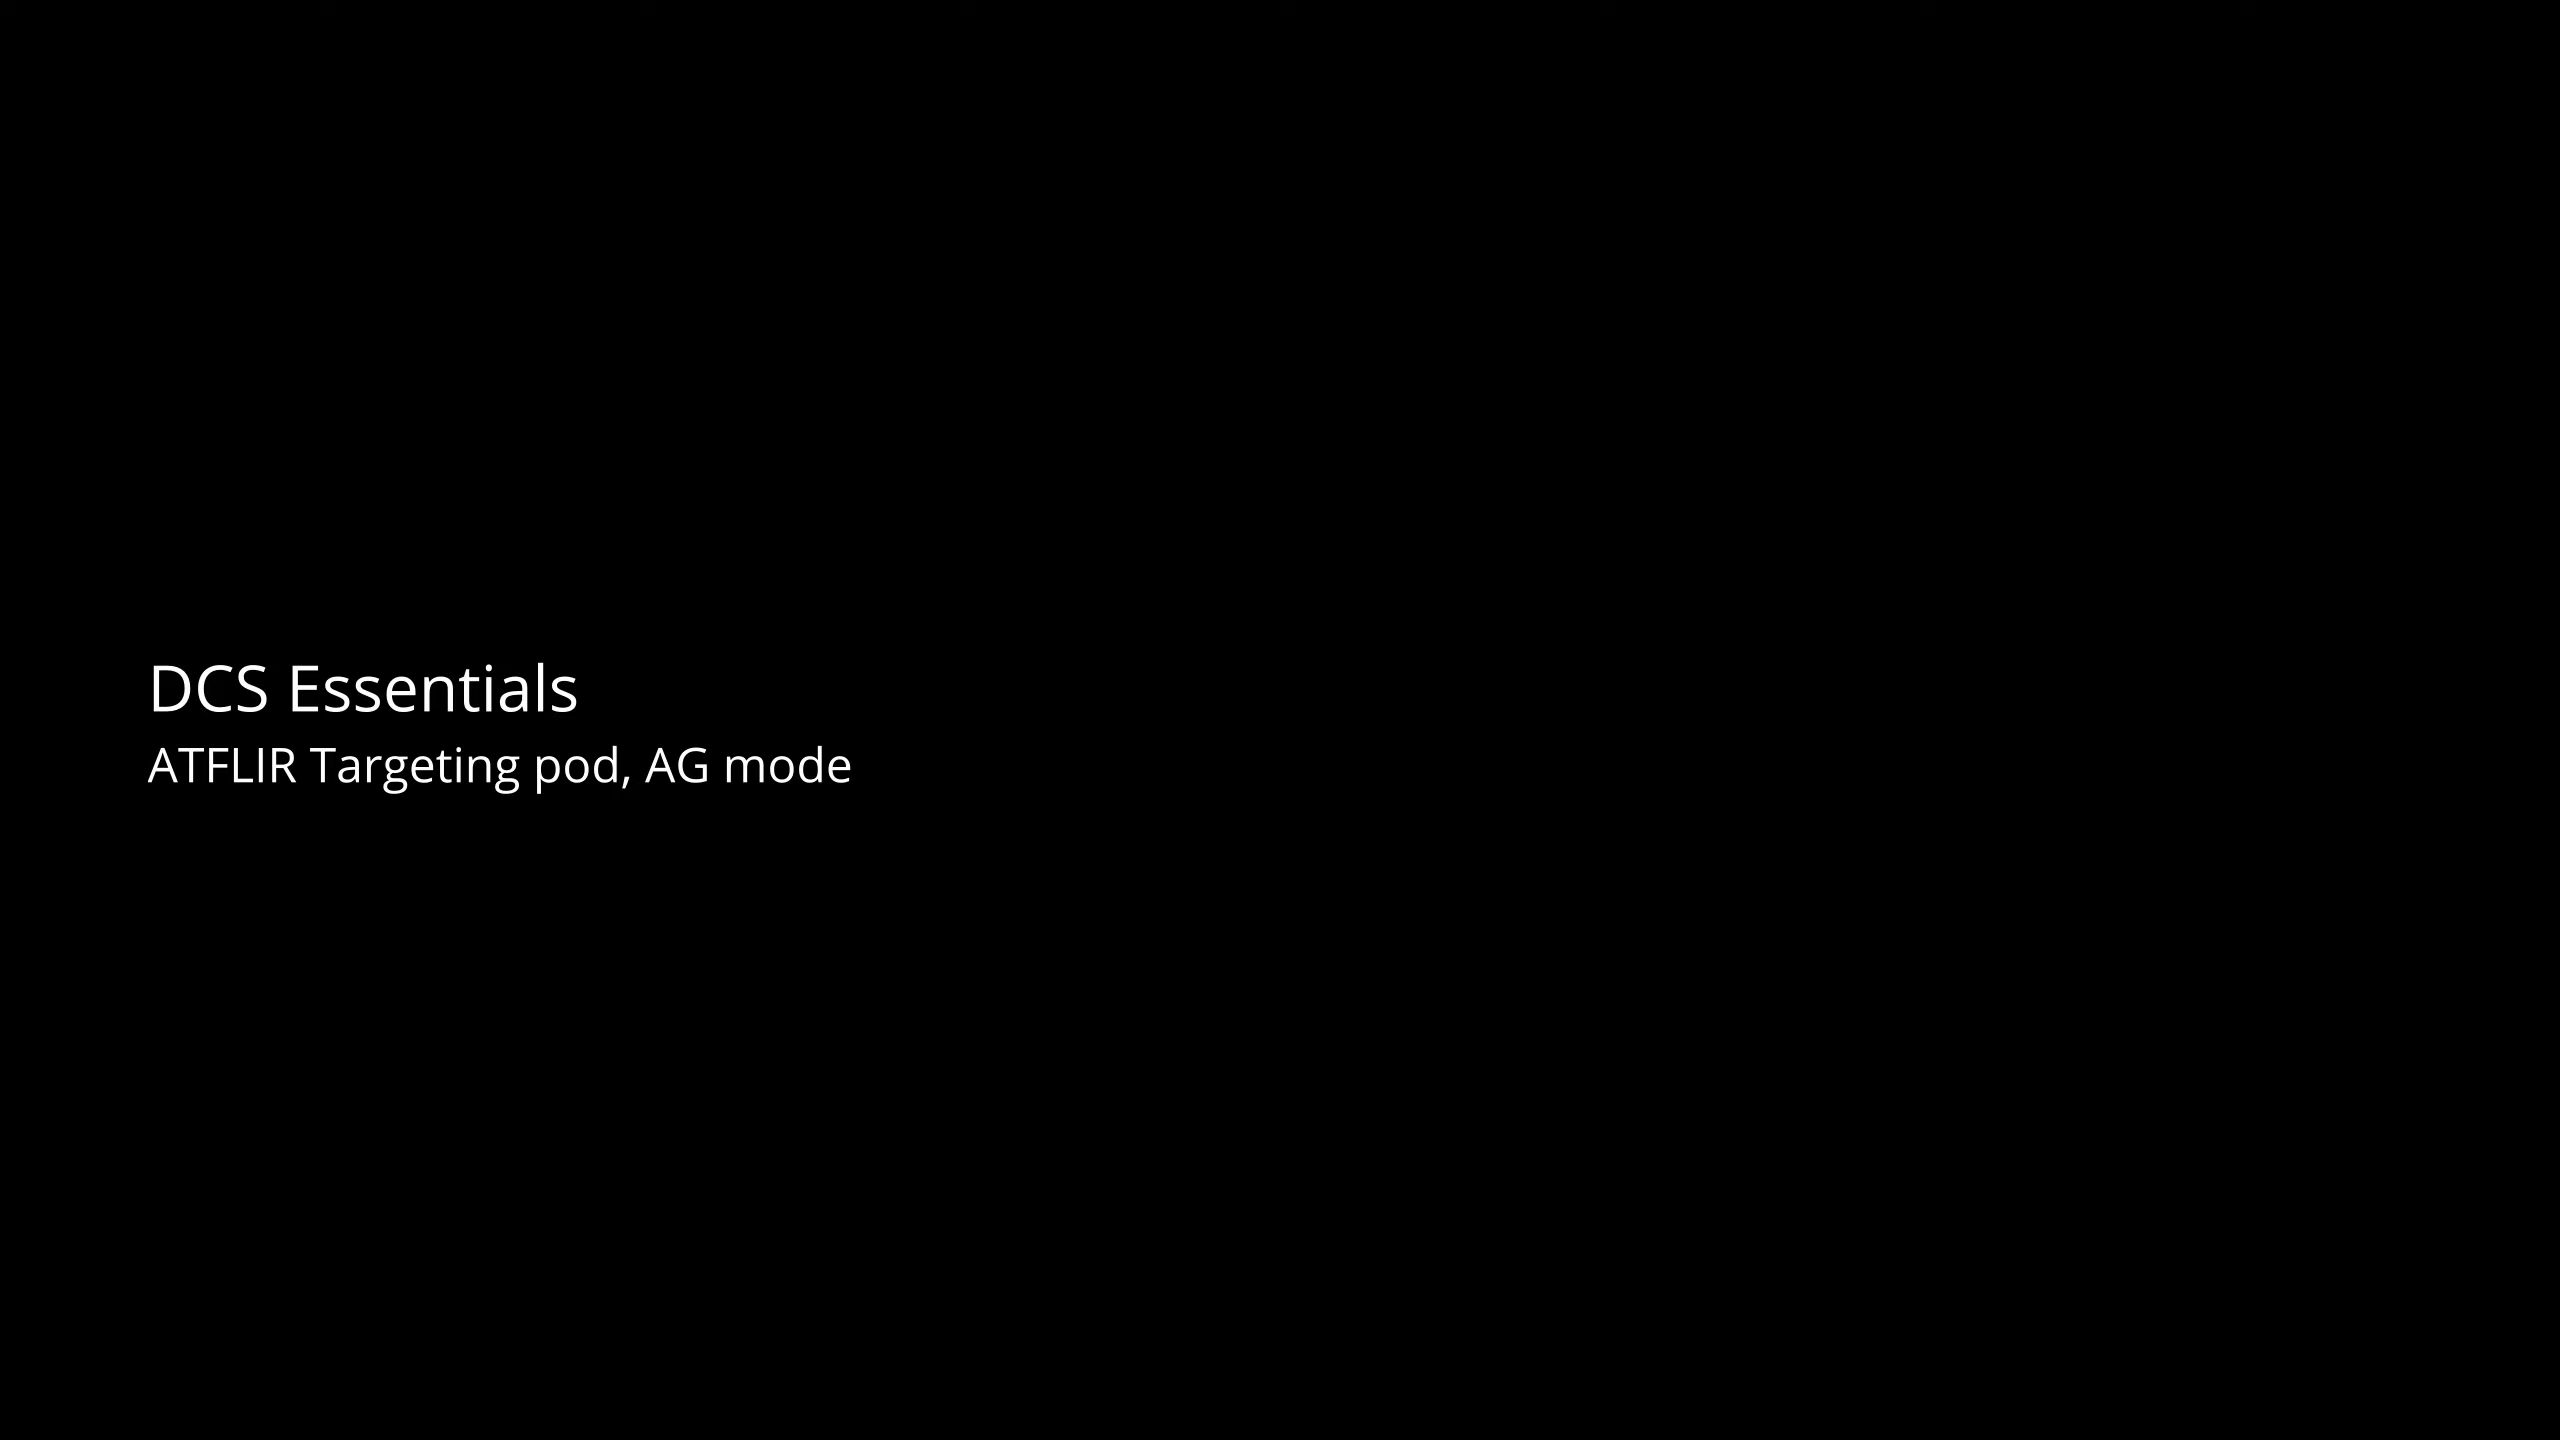 DCS Essentials
ATFLIR Targeting pod, AG mode